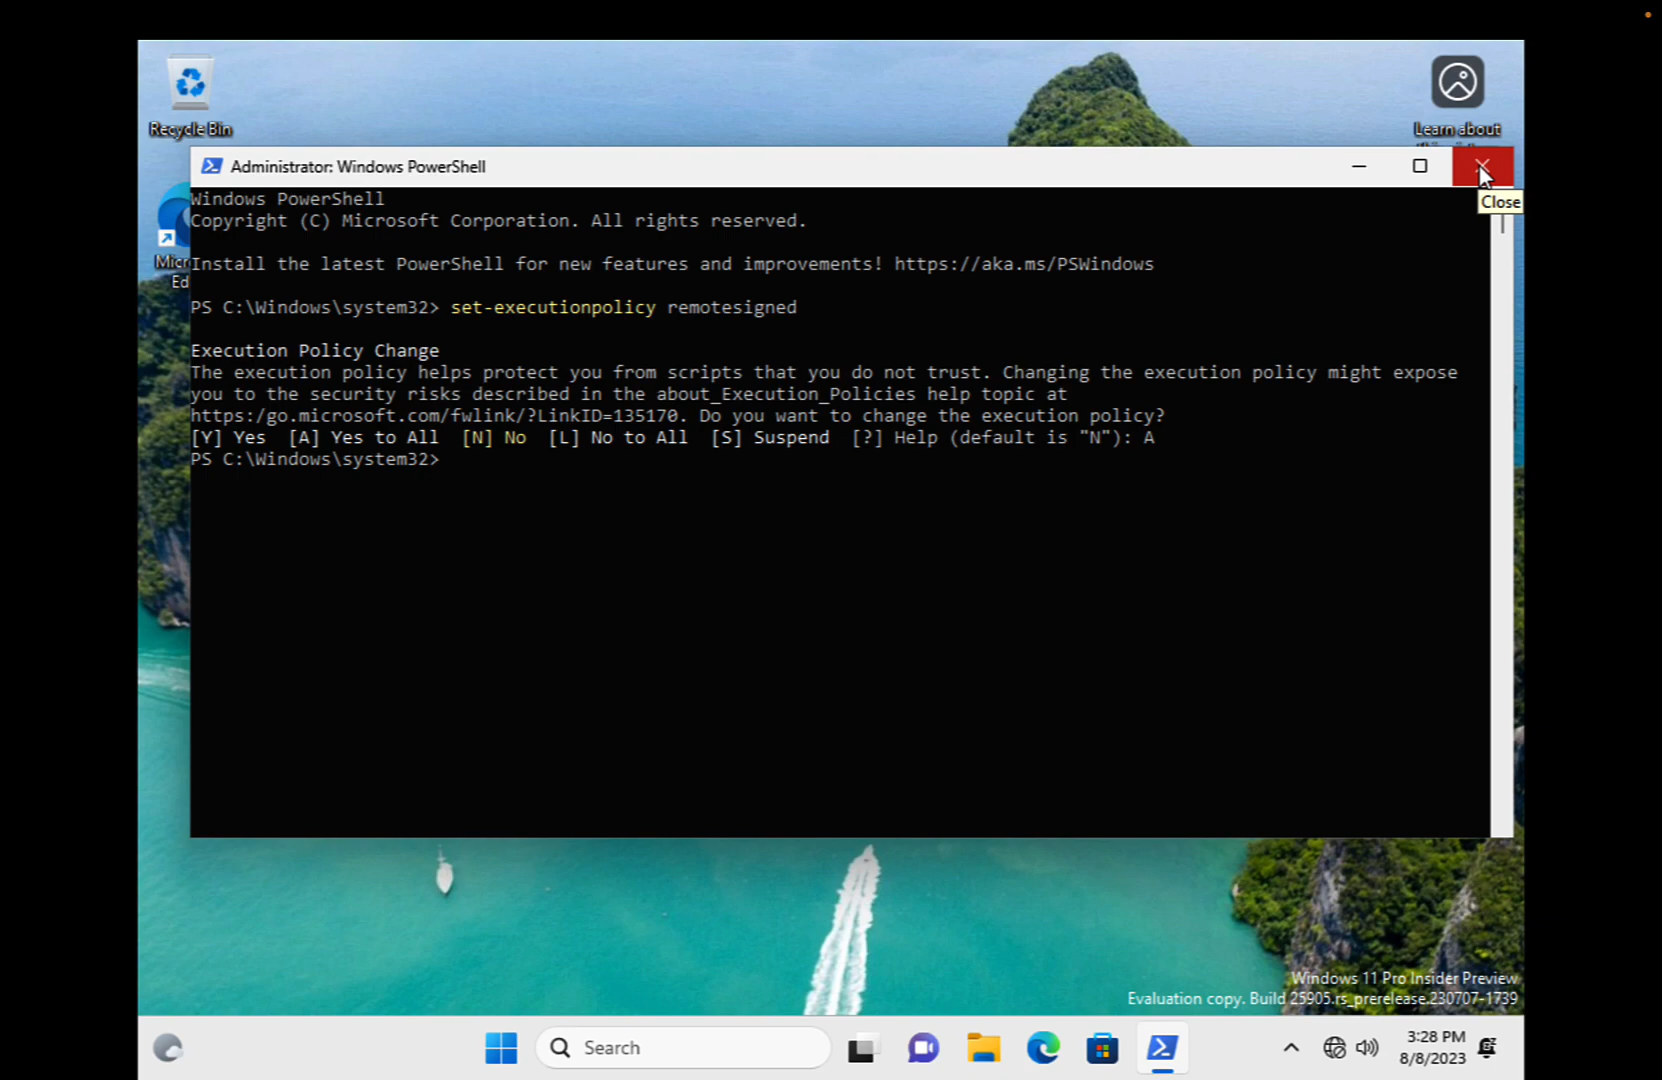 Recycle Bin
Learn about
Administrator: Windows PowerShell
Close
Windows PowerShell
Copyright (C) Microsoft Corporation. All rights reserved.
Install the latest PowerShell for new features and improvements! https://aka.ms/PSWindows
PS C:\Windows\system32> set-executionpolicy remotesigned
Execution Policy Change
The execution policy helps protect you from scripts that you do not trust. Changing the execution policy might expose
you to the security risks described in the about_Execution_Policies help topic at
https:/go.microsoft.com/fwlink/?LinkID=135170. Do you want to change the execution policy?
[Y] Yes  [A] Yes to All  [N] No  [L] No to All  [S] Suspend  [?] Help (default is "N"): A
PS C:\Windows\system32>
Windows 11 Pro Insider Preview
Evaluation copy. Build 25905.rs_prerelease.230707-1739
Search
3:28 PM
8/8/2023